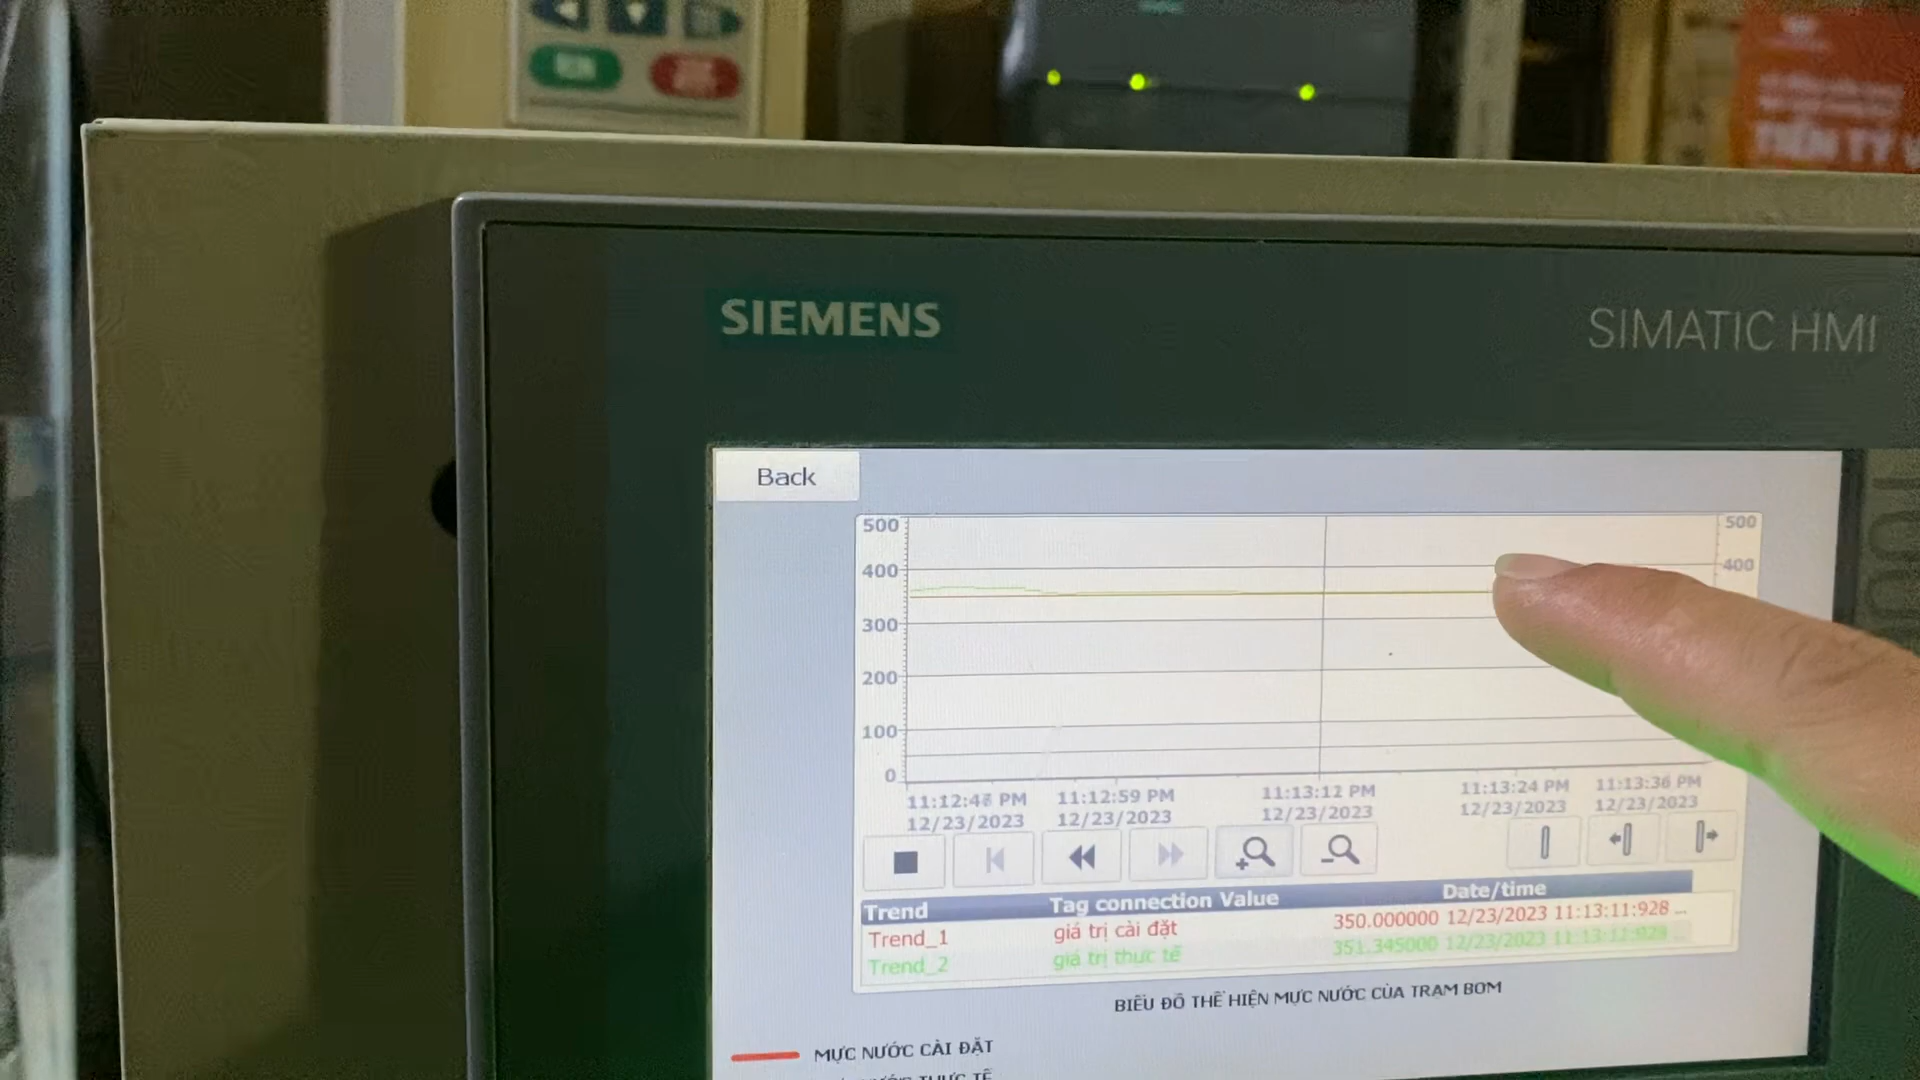 TIỀN TỶ
SIEMENS
SIMATIC HMI
Back
500
500
400
400
300
200
100
0
11:12:46 PM 11:12:59 PM 11:13:12 PM 11:13:24 PM 11:13:36 PM
12/23/2023 12/23/2023 12/23/2023 12/23/2023 12/23/2023
Trend Tag connection Value Date/time
Trend_1 giá trị cài đặt 350.000000 12/23/2023 11:13:11:928 ...
Trend_2 giá trị thực tế 351.345000 12/23/2023
BIỂU ĐỒ THỂ HIỆN MỰC NƯỚC CỦA TRẠM BƠM
MỰC NƯỚC CÀI ĐẶT